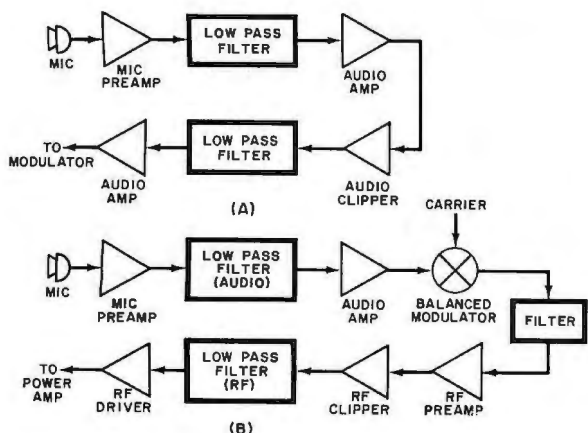 MIC
MIC
PREAMP
LOW PASS
FILTER
AUDIO
AMP
TO
MODULATOR
AUDIO
AMP
LOW PASS
FILTER
AUDIO
CLIPPER
(A)
CARRIER
MIC
MIC
PREAMP
LOW PASS
FILTER
(AUDIO)
AUDIO
AMP
BALANCED
MODULATOR
FILTER
TO
POWER
AMP
RF
DRIVER
LOW PASS
FILTER
(RF)
RF
CLIPPER
RF
PREAMP
(B)